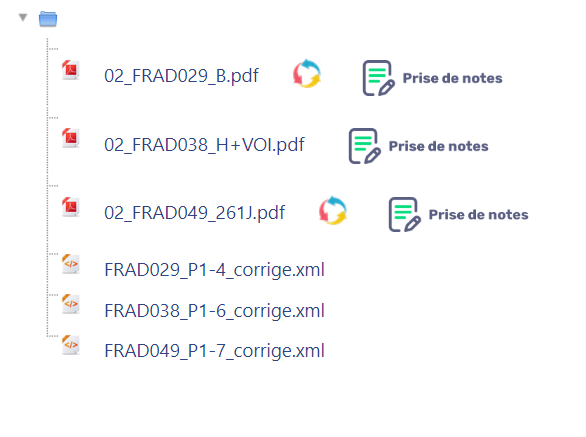 02_FRAD029_B.pdf Prise de notes
02_FRAD038_H+VOI.pdf Prise de notes
02_FRAD049_261J.pdf Prise de notes
FRAD029_P1-4_corrige.xml
FRAD038_P1-6_corrige.xml
FRAD049_P1-7_corrige.xml